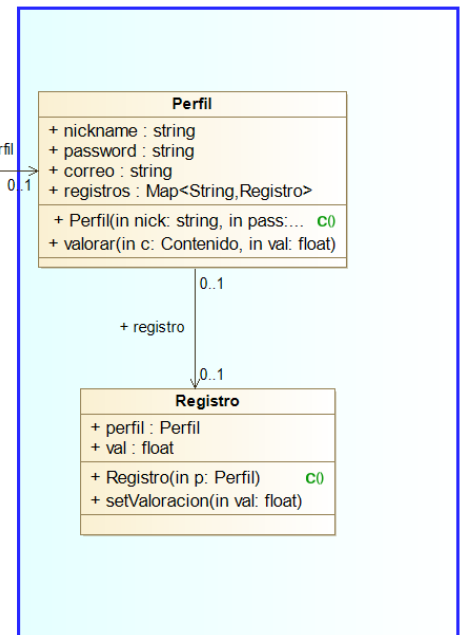 Perfil
+ nickname : string
+ password : string
+ correo : string
+ registros : Map<String,Registro>
+ Perfil(in nick: string, in pass:... C()
+ valorar(in c: Contenido, in val: float)
rfil
0..1
0..1
+ registro
0..1
Registro
+ perfil : Perfil
+ val : float
+ Registro(in p: Perfil) C()
+ setValoracion(in val: float)